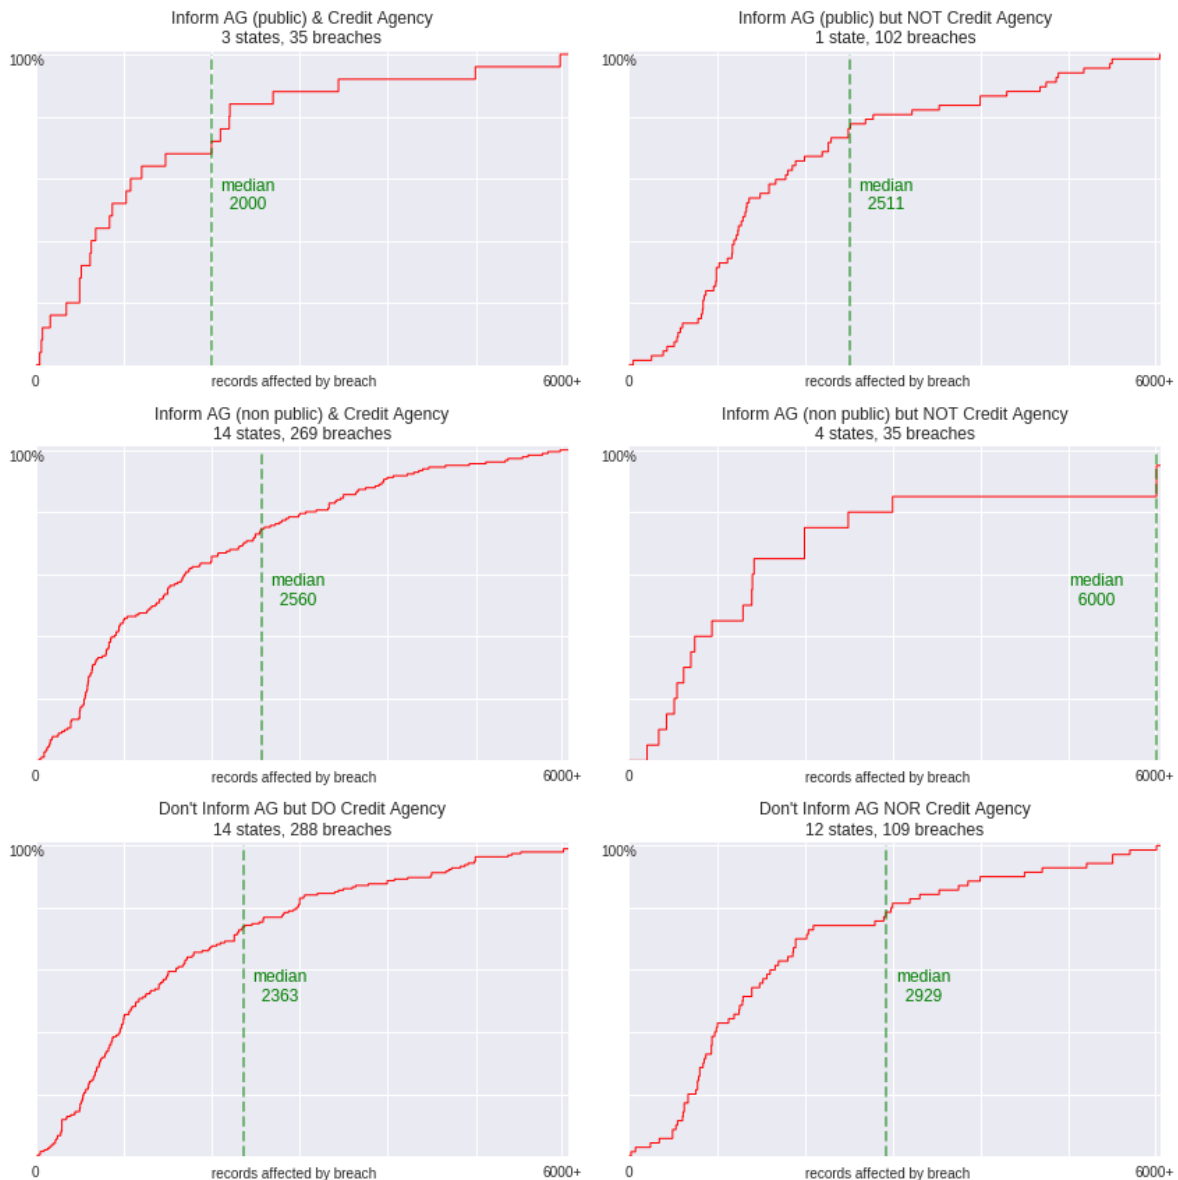 Inform AG (public) & Credit Agency
3 states, 35 breaches
100%
median
2000
0
records affected by breach
6000+
Inform AG (public) but NOT Credit Agency
1 state, 102 breaches
100%
median
2511
0
records affected by breach
6000+
Inform AG (non public) & Credit Agency
14 states, 269 breaches
100%
median
2560
0
records affected by breach
6000+
Inform AG (non public) but NOT Credit Agency
4 states, 35 breaches
100%
median
6000
0
records affected by breach
6000+
Don't Inform AG but DO Credit Agency
14 states, 288 breaches
100%
median
2363
0
records affected by breach
6000+
Don't Inform AG NOR Credit Agency
12 states, 109 breaches
100%
median
2929
0
records affected by breach
6000+